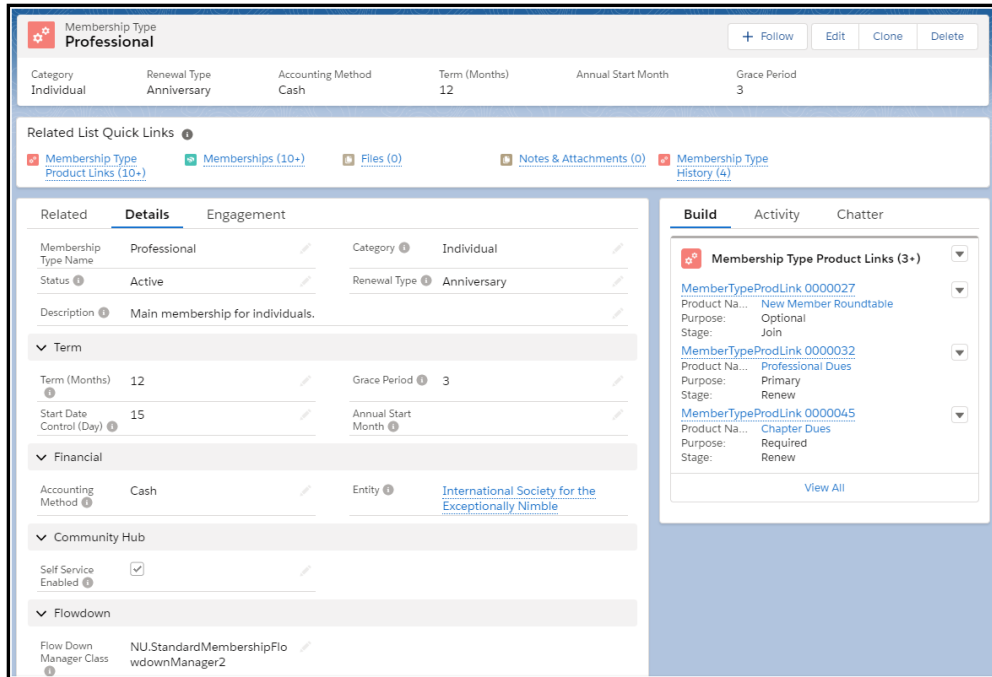 Membership Type
Professional
+ Follow
Edit
Clone
Delete
Category
Individual
Renewal Type
Anniversary
Accounting Method
Cash
Term (Months)
12
Annual Start Month
Grace Period
3
Related List Quick Links
Membership Type
Product Links (10+)
Memberships (10+)
Files (0)
Notes & Attachments (0)
Membership Type
History (4)
Related
Details
Engagement
Membership
Type Name
Professional
Category
Individual
Status
Active
Renewal Type
Anniversary
Description
Main membership for individuals.
Term
Term (Months)
12
Grace Period
3
Start Date
Control (Day)
15
Annual Start
Month
Financial
Accounting
Method
Cash
Entity
International Society for the
Exceptionally Nimble
Community Hub
Self Service
Enabled
Flowdown
Flow Down
Manager Class
NU.StandardMembershipFlo
wdownManager2
Build
Activity
Chatter
Membership Type Product Links (3+)
MemberTypeProdLink 0000027
Product Na... New Member Roundtable
Purpose: Optional
Stage: Join
MemberTypeProdLink 0000032
Product Na... Professional Dues
Purpose: Primary
Stage: Renew
MemberTypeProdLink 0000045
Product Na... Chapter Dues
Purpose: Required
Stage: Renew
View All